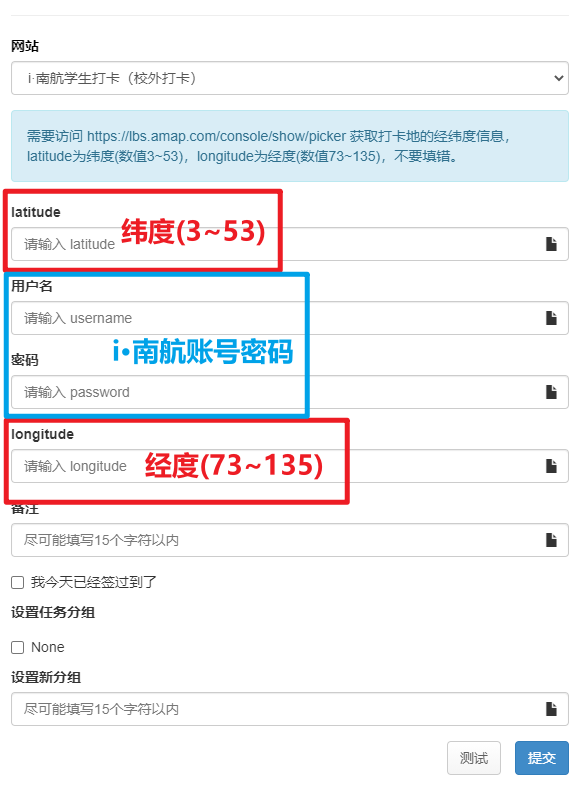 网站
i·南航学生打卡（校外打卡）
需要访问 https://lbs.amap.com/console/show/picker 获取打卡地的经纬度信息，
latitude为纬度(数值3~53)，longitude为经度(数值73~135)，不要填错。
latitude
请输入 latitude
纬度(3~53)
用户名
请输入 username
i·南航账号密码
密码
请输入 password
longitude
请输入 longitude
经度(73~135)
备注
尽可能填写15个字符以内
我今天已经签过到了
设置任务分组
None
设置新分组
尽可能填写15个字符以内
测试
提交